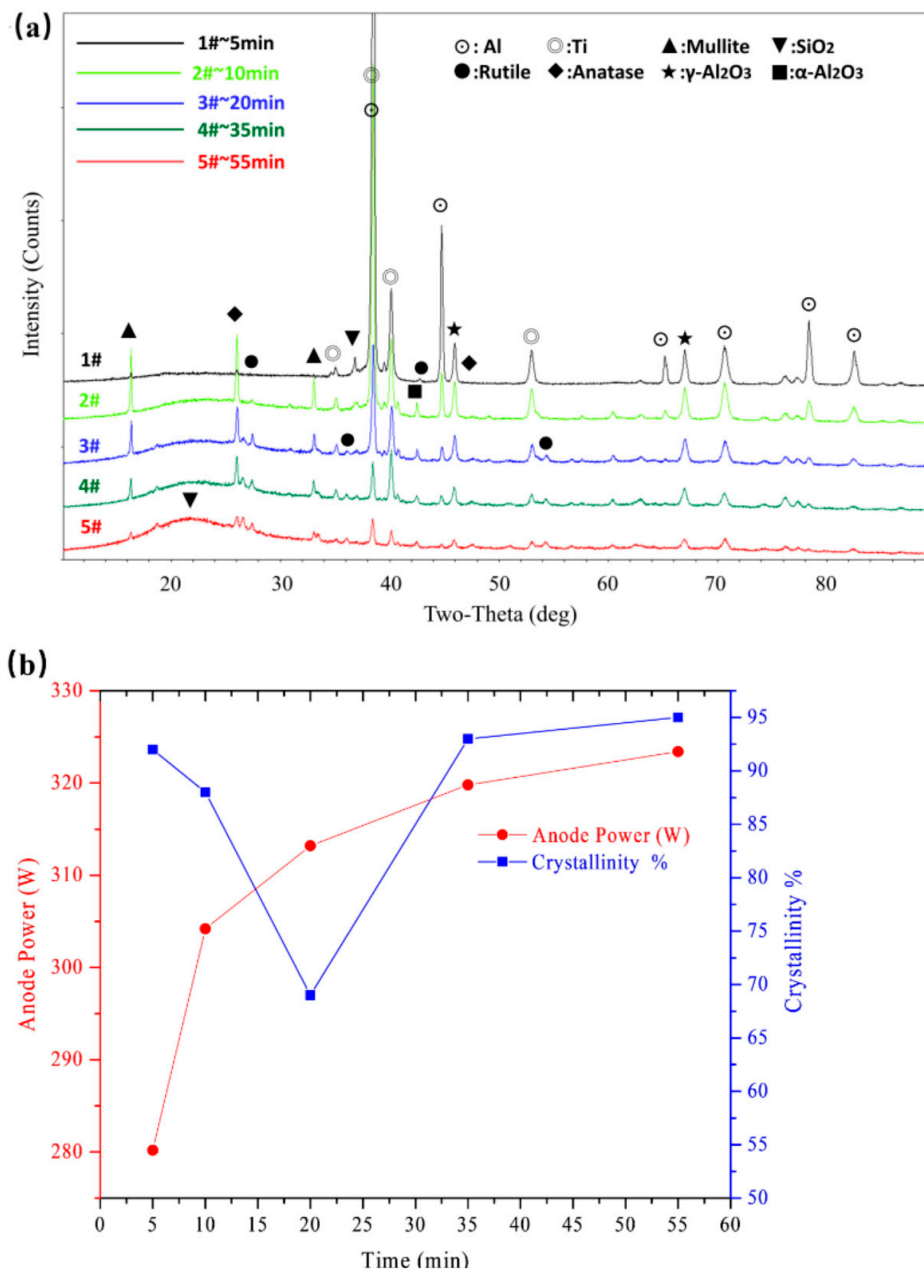 (a)
1#~5min
2#~10min
3#~20min
4#~35min
5#~55min
: Al :Ti :Mullite :SiO2
:Rutile :Anatase :γ-Al2O3 :α-Al2O3
Intensity (Counts)
1#
2#
3#
4#
5#
20 30 40 50 60 70 80
Two-Theta (deg)
(b)
330
320
310
300
290
280
Anode Power (W)
95
90
85
80
75
70
65
60
55
50
Crystallinity %
Anode Power (W)
Crystallinity %
0 5 10 15 20 25 30 35 40 45 50 55 60
Time (min)